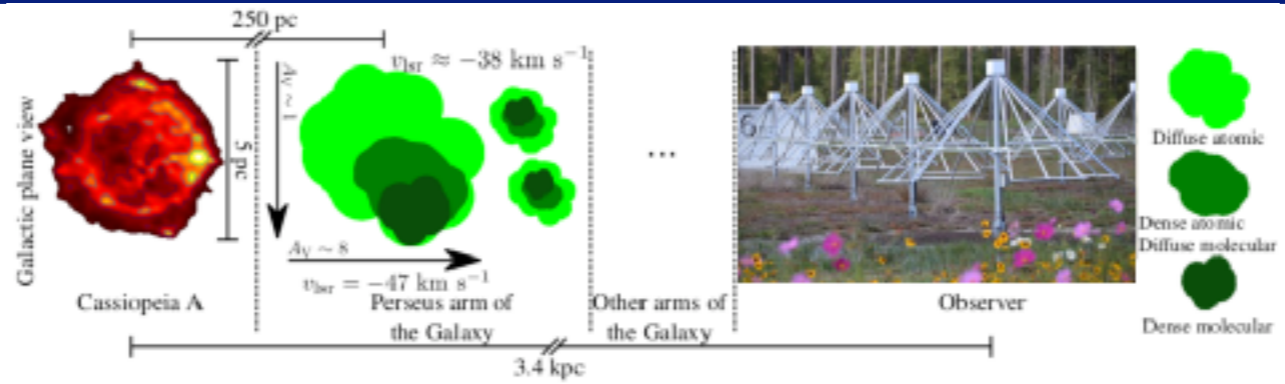 250 pc
v_lsr ≈ −38 km s⁻¹
A_V ~ 1
Galactic plane view
5 pc
...
6
Diffuse atomic
Dense atomic
Diffuse molecular
A_V ~ 8
v_lsr = −47 km s⁻¹
Cassiopeia A
Perseus arm of
the Galaxy
Other arms of
the Galaxy
Observer
Dense molecular
3.4 kpc